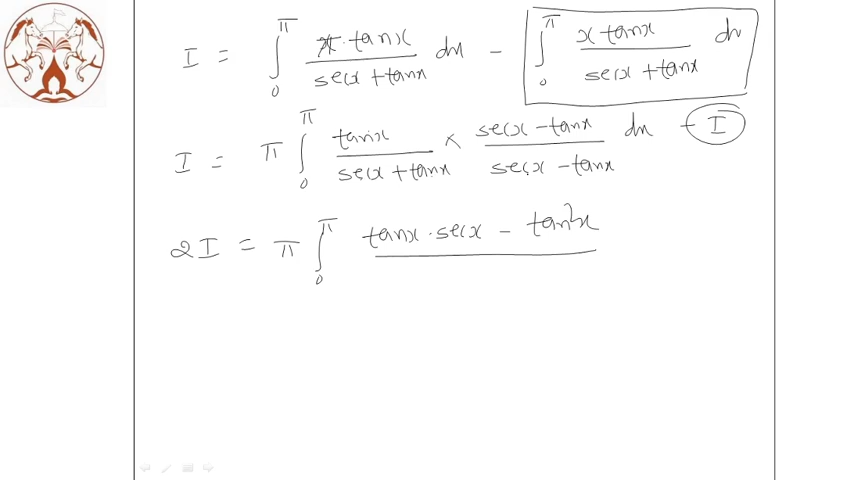 I = ∫₀^π (π · tanx)/(secx + tanx) dx − ∫₀^π (x tanx)/(secx + tanx) dx
I = π ∫₀^π (tanx)/(secx + tanx) × (secx − tanx)/(secx − tanx) dx − I
2I = π ∫₀^π (tanx · secx − tan²x)/